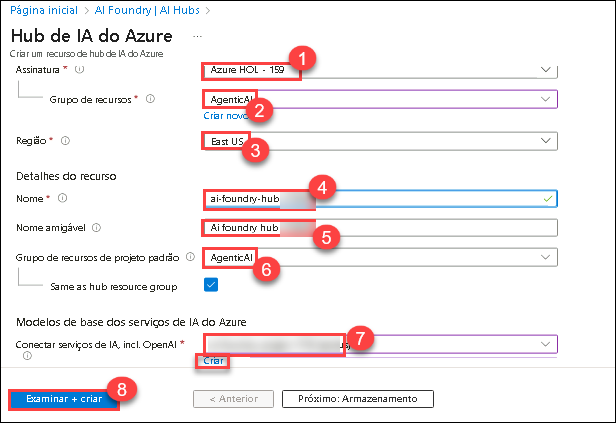 Página inicial > AI Foundry | AI Hubs >
Hub de IA do Azure ...
Criar um recurso de hub de IA do Azure
Assinatura * Azure HOL - 159 1
Grupo de recursos * AgenticAI 2
Criar novo
Região * East US 3
Detalhes do recurso
Nome * ai-foundry-hub 4
Nome amigável Ai foundry hub 5
Grupo de recursos de projeto padrão AgenticAI 6
Same as hub resource group
Modelos de base dos serviços de IA do Azure
Conectar serviços de IA, incl. OpenAI * 7
Criar
8
Examinar + criar < Anterior Próximo: Armazenamento